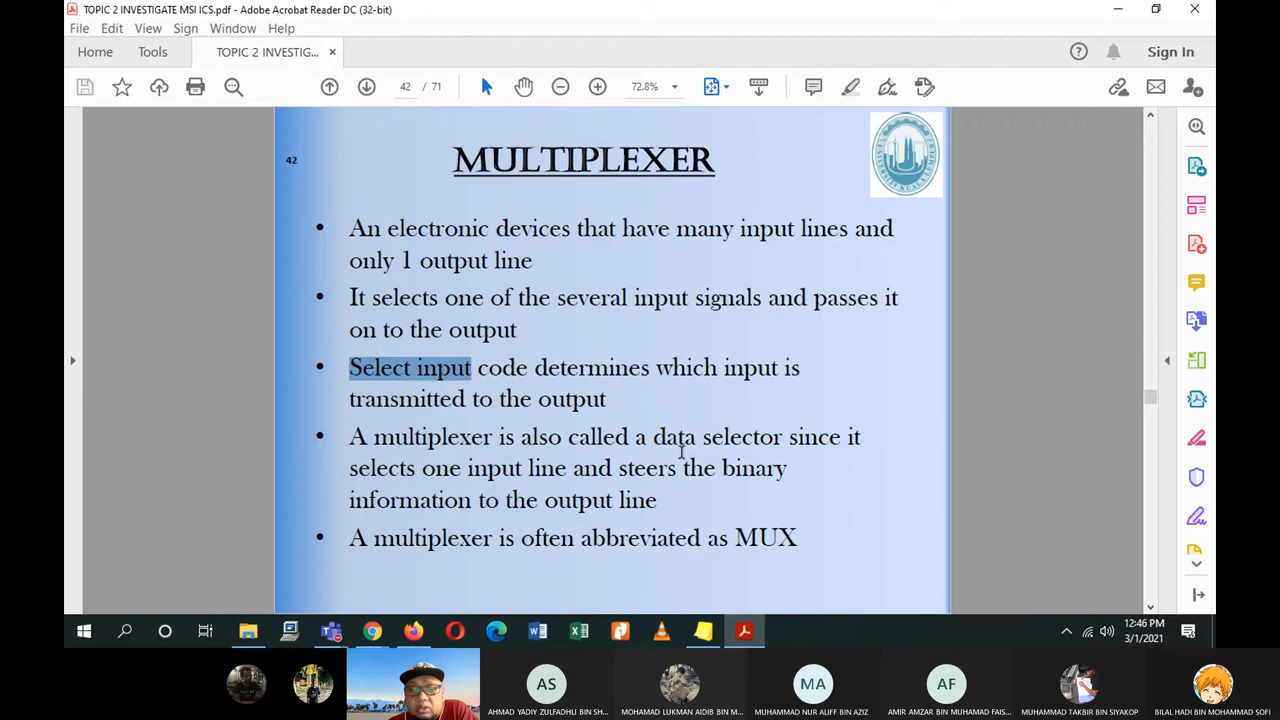 TOPIC 2 INVESTIGATE MSI ICS.pdf - Adobe Acrobat Reader DC (32-bit)
File Edit View Sign Window Help
Home Tools TOPIC 2 INVESTIG... × Sign In
42 / 71 72.8%
42
MULTIPLEXER
• An electronic devices that have many input lines and
only 1 output line
• It selects one of the several input signals and passes it
on to the output
• Select input code determines which input is
transmitted to the output
• A multiplexer is also called a data selector since it
selects one input line and steers the binary
information to the output line
• A multiplexer is often abbreviated as MUX
12:46 PM
3/1/2021
AS MA AF
AHMAD YADIY ZULFADHLI BIN SH... MOHAMAD LUKMAN AIDIB BIN M... MUHAMMAD NUR ALIFF BIN AZIZ AMIR AMZAR BIN MUHAMAD FAIS... MUHAMMAD TAKBIR BIN SIYAKOP BILAL HADI BIN MOHAMMAD SOFI